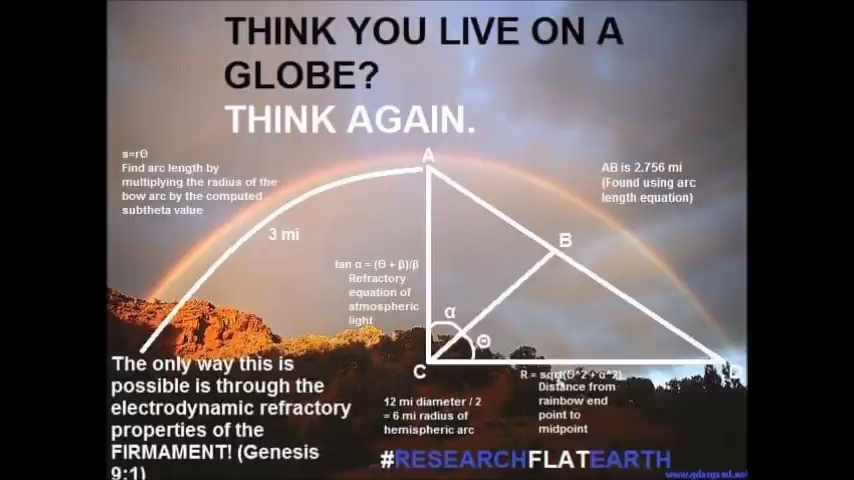 THINK YOU LIVE ON A
GLOBE?
THINK AGAIN.
s=rΘ
Find arc length by
multiplying the radius of the
bow arc by the computed
subtheta value
A
AB is 2.756 mi
(Found using arc
length equation)
3 mi
B
tan α = (Θ + β)/β
Refractory
equation of
atmospheric
light
α
Θ
C
D
The only way this is
possible is through the
electrodynamic refractory
properties of the
FIRMAMENT! (Genesis
9:1)
12 mi diameter / 2
= 6 mi radius of
hemispheric arc
R = sqrt(Θ^2 + α^2)
Distance from
rainbow end
point to
midpoint
#RESEARCHFLATEARTH